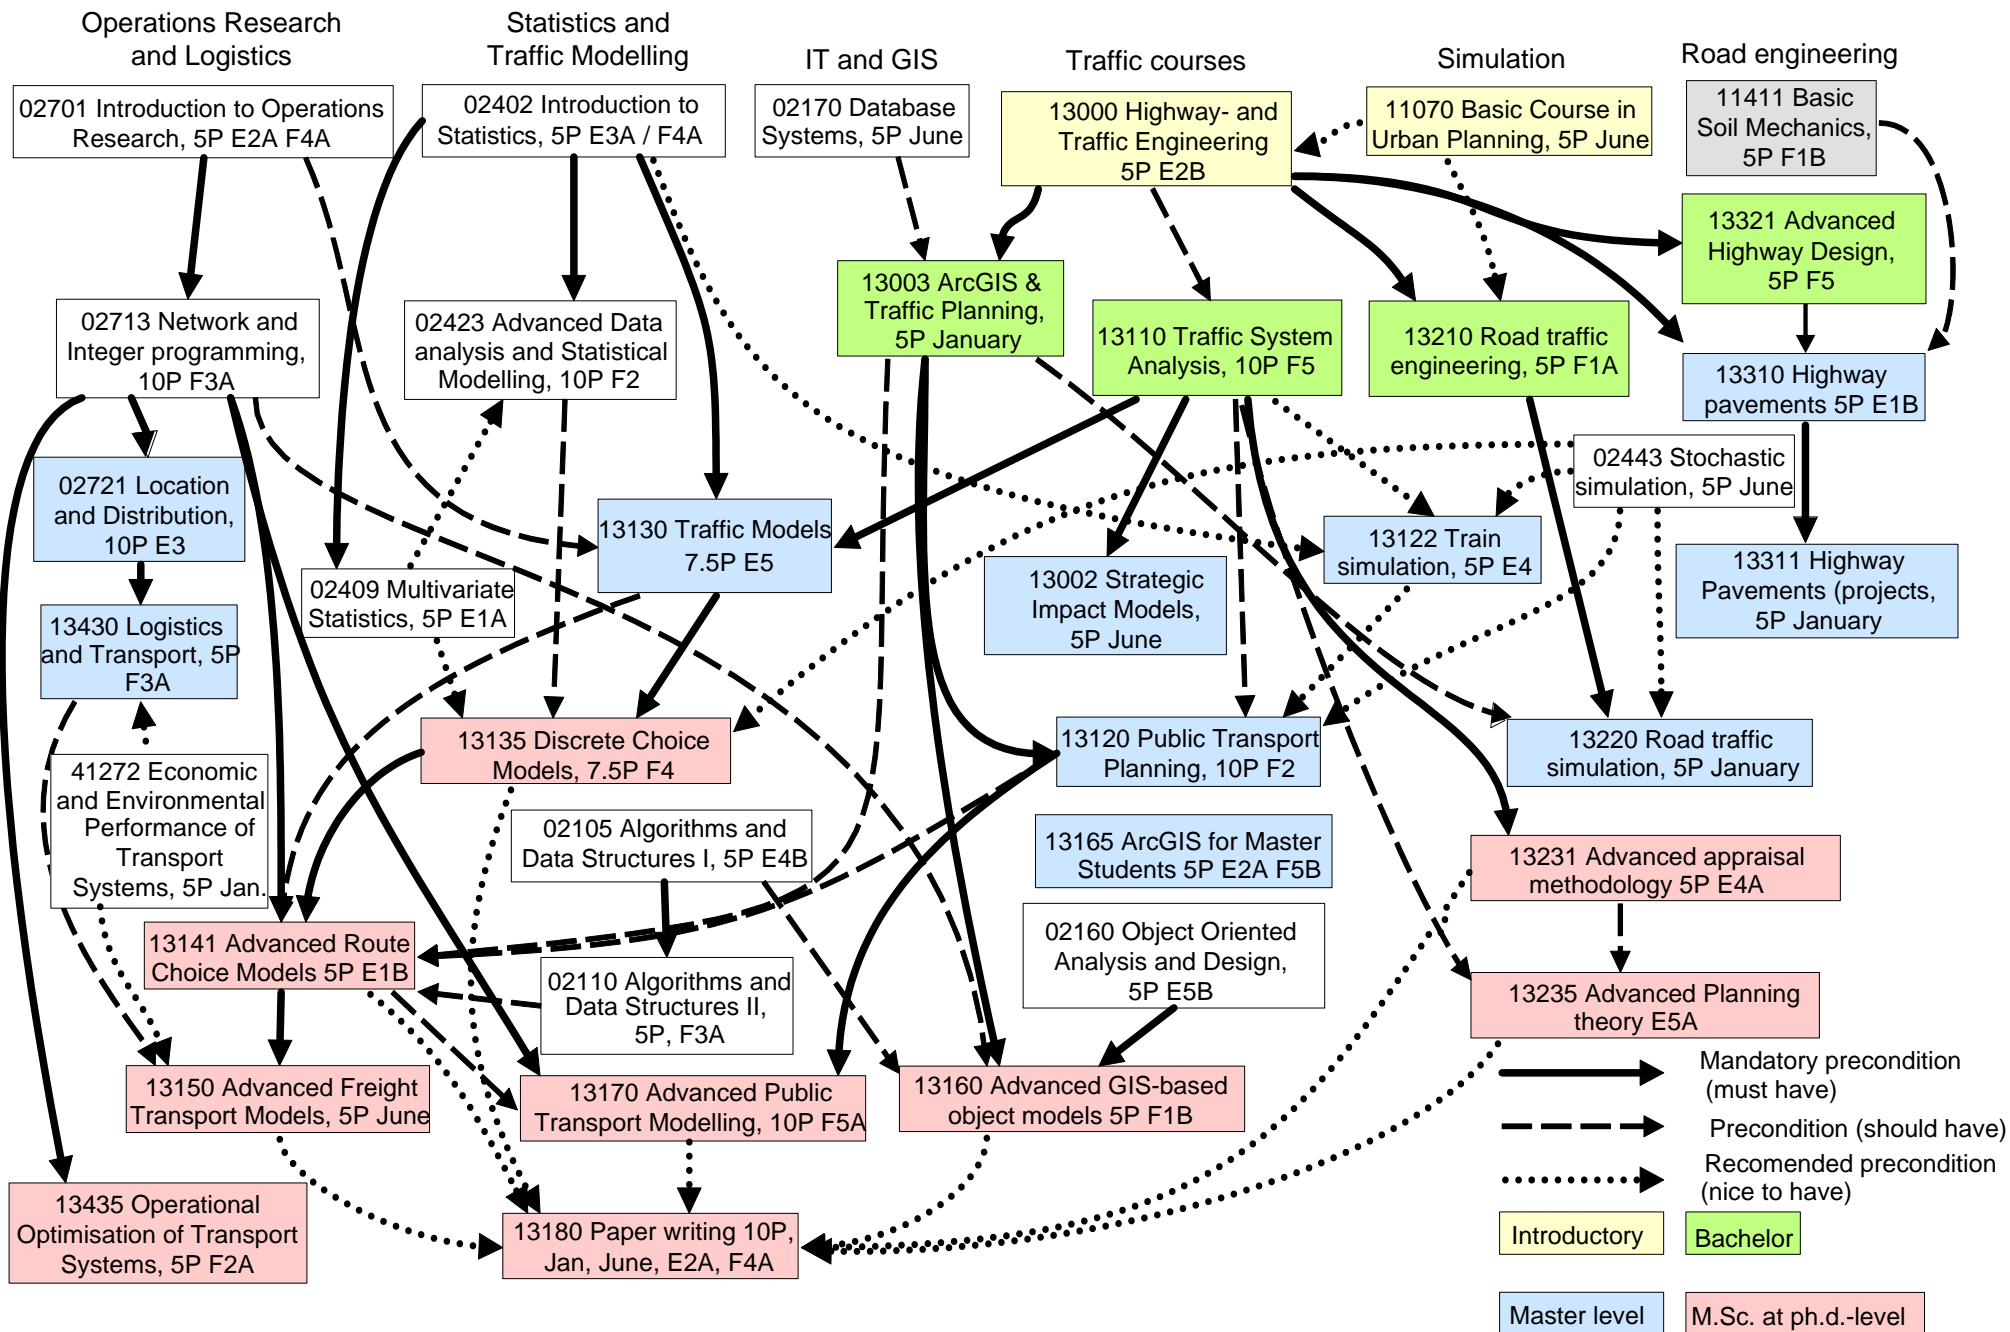 Operations Research
and Logistics
Statistics and
Traffic Modelling
IT and GIS
Traffic courses
Simulation
Road engineering
02701 Introduction to Operations
Research, 5P E2A F4A
02402 Introduction to
Statistics, 5P E3A / F4A
02170 Database
Systems, 5P June
13000 Highway- and
Traffic Engineering
5P E2B
11070 Basic Course in
Urban Planning, 5P June
11411 Basic
Soil Mechanics,
5P F1B
13321 Advanced
Highway Design,
5P F5
02713 Network and
Integer programming,
10P F3A
02423 Advanced Data
analysis and Statistical
Modelling, 10P F2
13003 ArcGIS &
Traffic Planning,
5P January
13110 Traffic System
Analysis, 10P F5
13210 Road traffic
engineering, 5P F1A
13310 Highway
pavements 5P E1B
02721 Location
and Distribution,
10P E3
13130 Traffic Models
7.5P E5
02443 Stochastic
simulation, 5P June
13122 Train
simulation, 5P E4
02409 Multivariate
Statistics, 5P E1A
13002 Strategic
Impact Models,
5P June
13311 Highway
Pavements (projects,
5P January
13430 Logistics
and Transport, 5P
F3A
13135 Discrete Choice
Models, 7.5P F4
13120 Public Transport
Planning, 10P F2
13220 Road traffic
simulation, 5P January
41272 Economic
and Environmental
Performance of
Transport
Systems, 5P Jan.
02105 Algorithms and
Data Structures I, 5P E4B
13165 ArcGIS for Master
Students 5P E2A F5B
13231 Advanced appraisal
methodology 5P E4A
13141 Advanced Route
Choice Models 5P E1B
02110 Algorithms and
Data Structures II,
5P, F3A
02160 Object Oriented
Analysis and Design,
5P E5B
13235 Advanced Planning
theory E5A
13150 Advanced Freight
Transport Models, 5P June
13170 Advanced Public
Transport Modelling, 10P F5A
13160 Advanced GIS-based
object models 5P F1B
Mandatory precondition
(must have)
Precondition (should have)
Recomended precondition
(nice to have)
13435 Operational
Optimisation of Transport
Systems, 5P F2A
13180 Paper writing 10P,
Jan, June, E2A, F4A
Introductory
Bachelor
Master level
M.Sc. at ph.d.-level